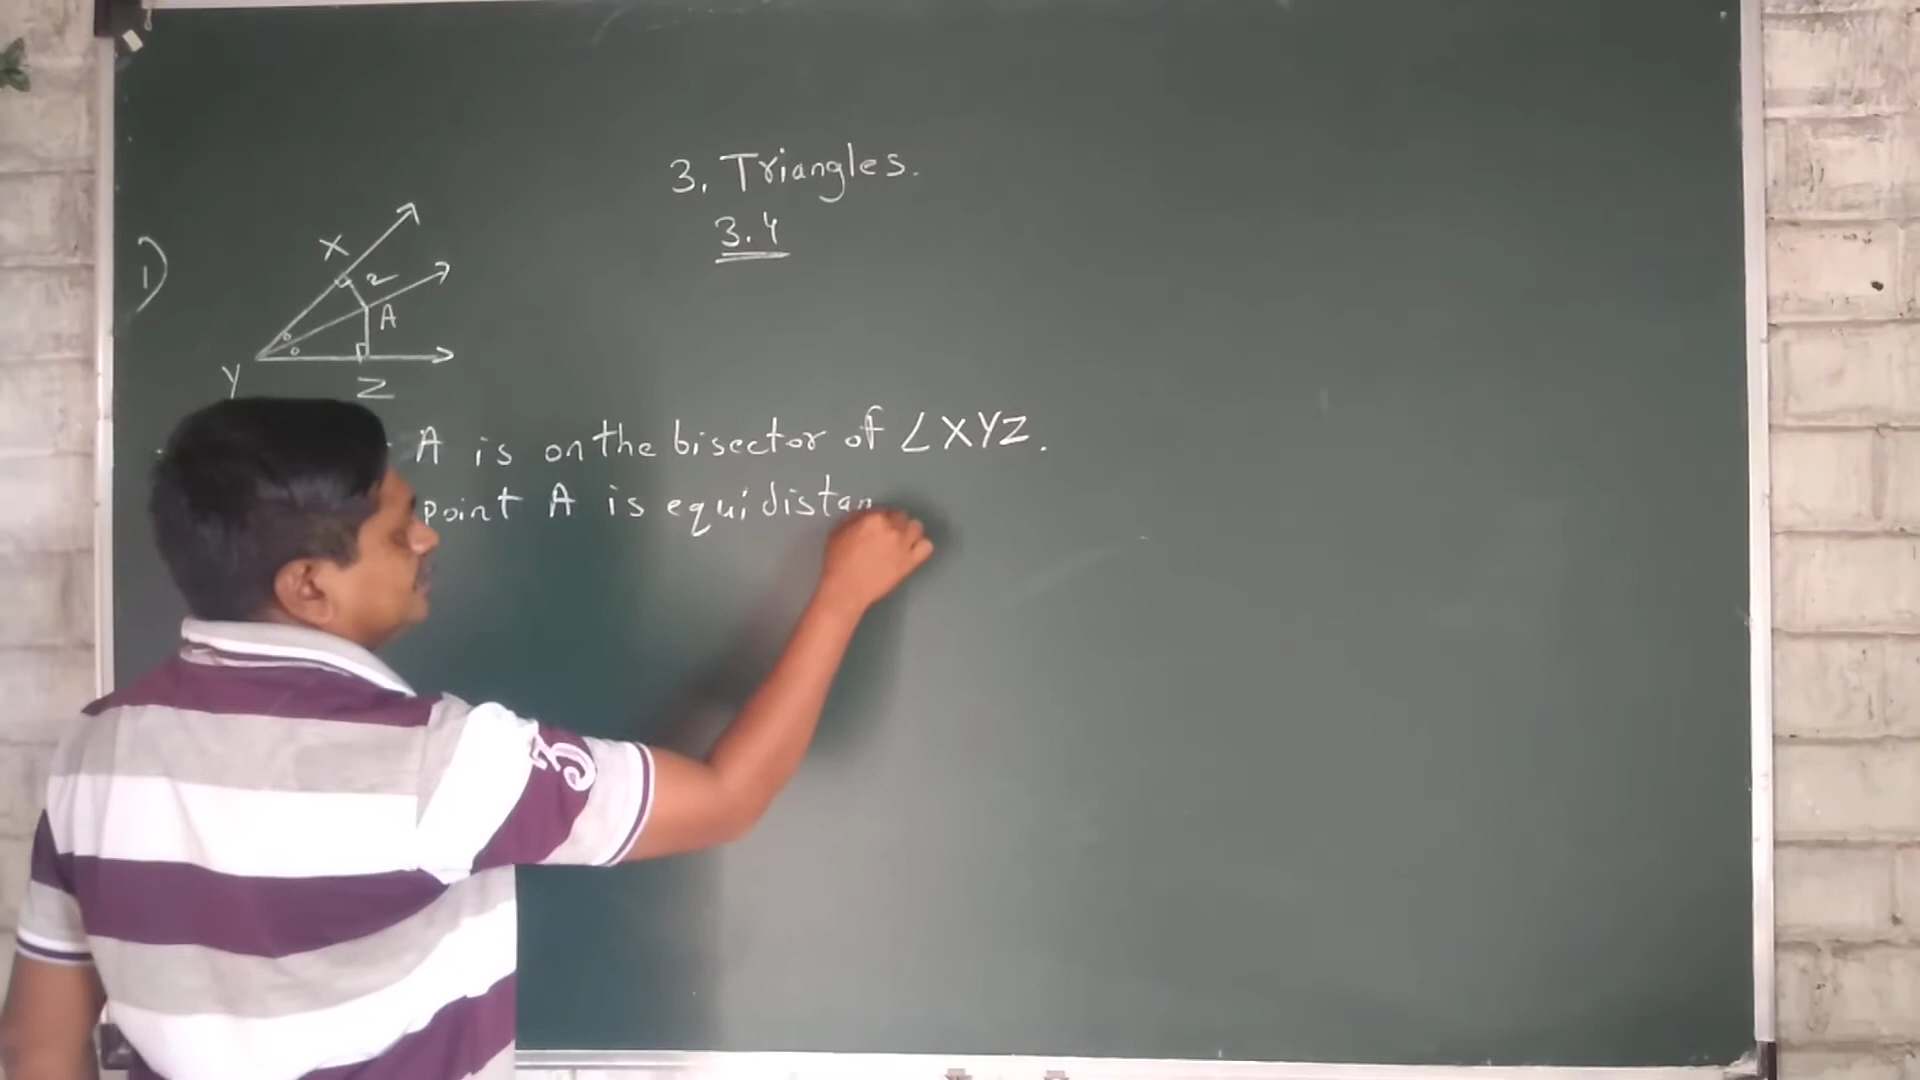 3. Triangles.
3.4
1)
X
2
A
Y
Z
A is on the bisector of ∠XYZ.
point A is equidistan